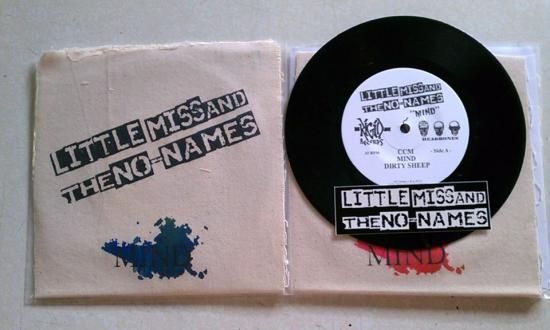 LITTLE MISS AND
THE NO-NAMES
MIND
LITTLE MISS AND
THE NO-NAMES
"MIND"
HEADBONES
CCM
MIND
DIRTY SHEEP
- Side A -
LITTLE MISS AND
THE NO-NAMES
MIND